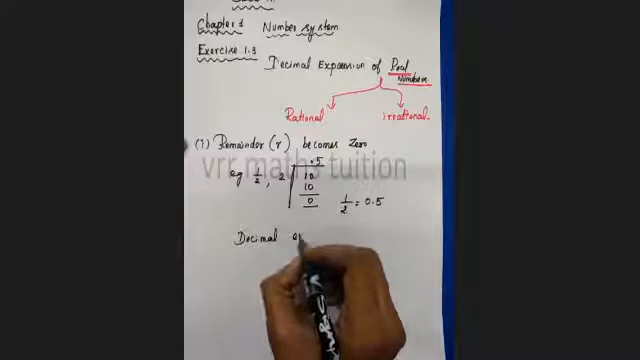 Chapter 1 Number system
Exercise 1.3
Decimal Expansion of Real
Numbers
Rational irrational
(i) Remainder (r) becomes zero
vrr maths tuition
.5
eg 1/2, 2 10
10
0 1/2 = 0.5
Decimal e